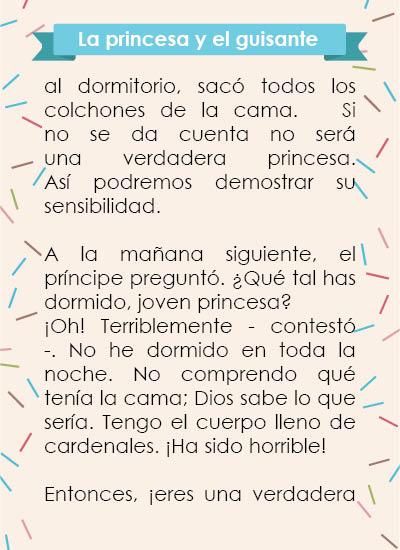 La princesa y el guisante
al dormitorio, sacó todos los
colchones de la cama. Si
no se da cuenta no será
una verdadera princesa.
Así podremos demostrar su
sensibilidad.
A la mañana siguiente, el
príncipe preguntó. ¿Qué tal has
dormido, joven princesa?
¡Oh! Terriblemente - contestó
-. No he dormido en toda la
noche. No comprendo qué
tenía la cama; Dios sabe lo que
sería. Tengo el cuerpo lleno de
cardenales. ¡Ha sido horrible!
Entonces, ¡eres una verdadera